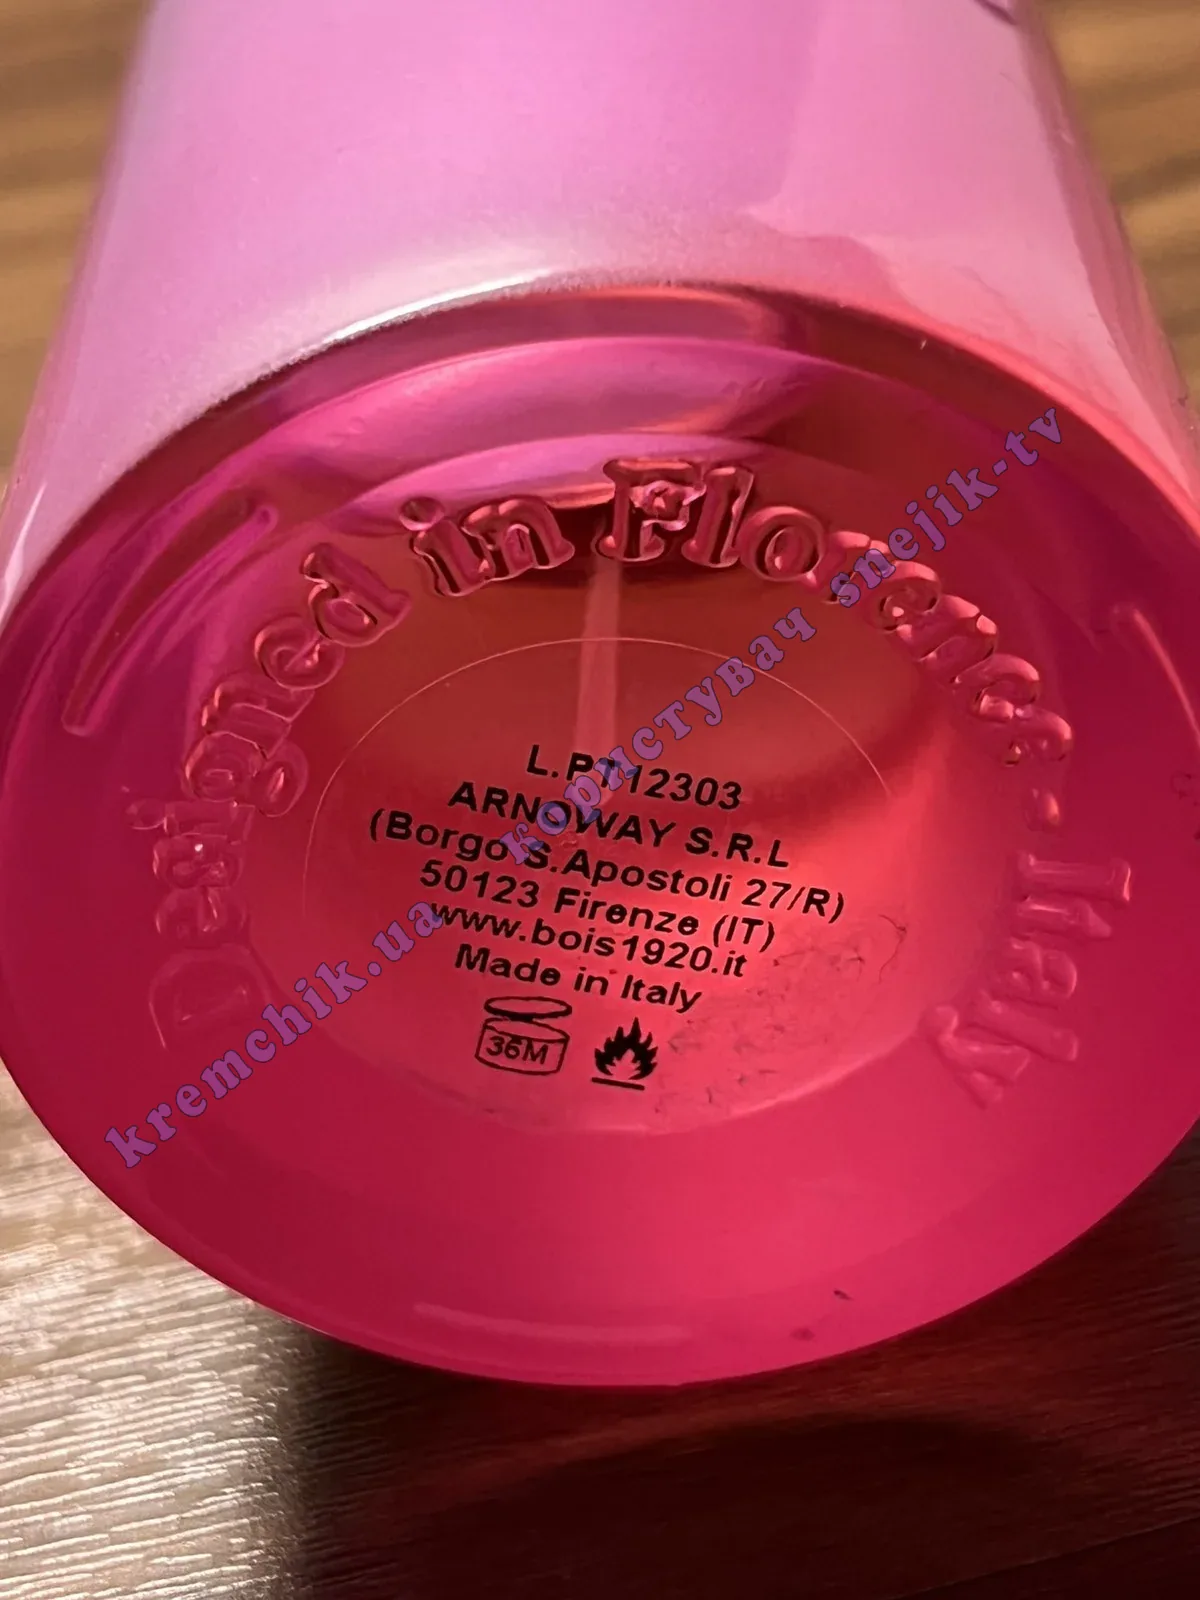 Designed in Florence - Italy
L.PT12303
ARNOWAY S.R.L
(Borgo S.Apostoli 27/R)
50123 Firenze (IT)
www.bois1920.it
Made in Italy
36M
kremchik.ua користувач snejik-tv